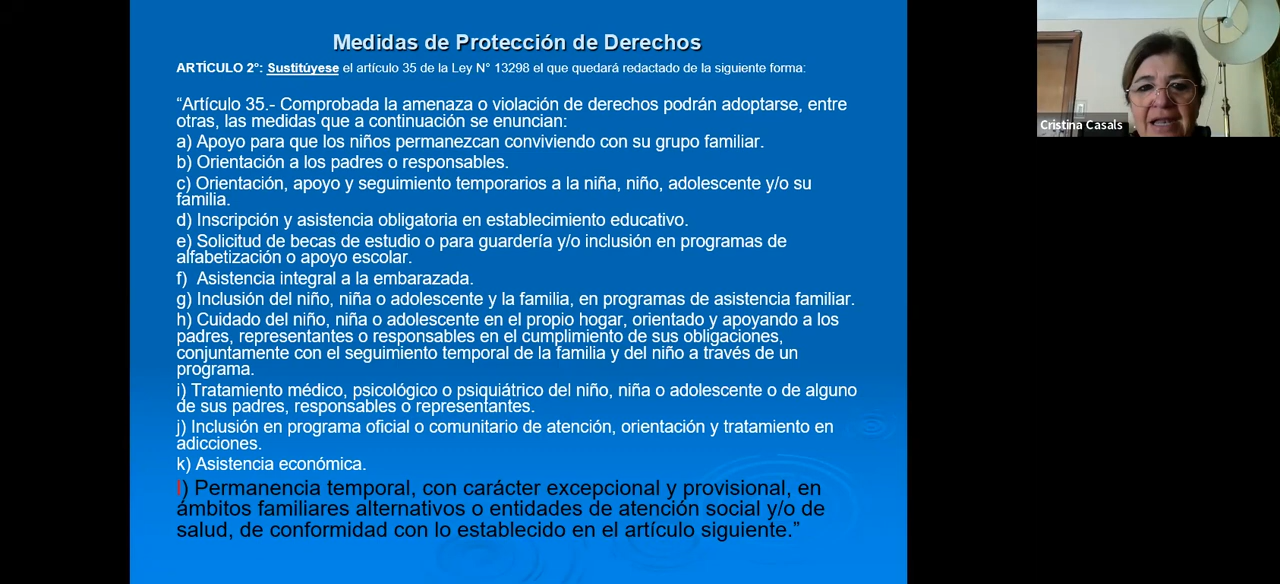 Medidas de Protección de Derechos
ARTÍCULO 2°: Sustitúyese el artículo 35 de la Ley N° 13298 el que quedará redactado de la siguiente forma:
“Artículo 35.- Comprobada la amenaza o violación de derechos podrán adoptarse, entre
otras, las medidas que a continuación se enuncian:
a) Apoyo para que los niños permanezcan conviviendo con su grupo familiar.
b) Orientación a los padres o responsables.
c) Orientación, apoyo y seguimiento temporarios a la niña, niño, adolescente y/o su
familia.
d) Inscripción y asistencia obligatoria en establecimiento educativo.
e) Solicitud de becas de estudio o para guardería y/o inclusión en programas de
alfabetización o apoyo escolar.
f) Asistencia integral a la embarazada.
g) Inclusión del niño, niña o adolescente y la familia, en programas de asistencia familiar.
h) Cuidado del niño, niña o adolescente en el propio hogar, orientado y apoyando a los
padres, representantes o responsables en el cumplimiento de sus obligaciones,
conjuntamente con el seguimiento temporal de la familia y del niño a través de un
programa.
i) Tratamiento médico, psicológico o psiquiátrico del niño, niña o adolescente o de alguno
de sus padres, responsables o representantes.
j) Inclusión en programa oficial o comunitario de atención, orientación y tratamiento en
adicciones.
k) Asistencia económica.
l) Permanencia temporal, con carácter excepcional y provisional, en
ámbitos familiares alternativos o entidades de atención social y/o de
salud, de conformidad con lo establecido en el artículo siguiente.”
Cristina Casals